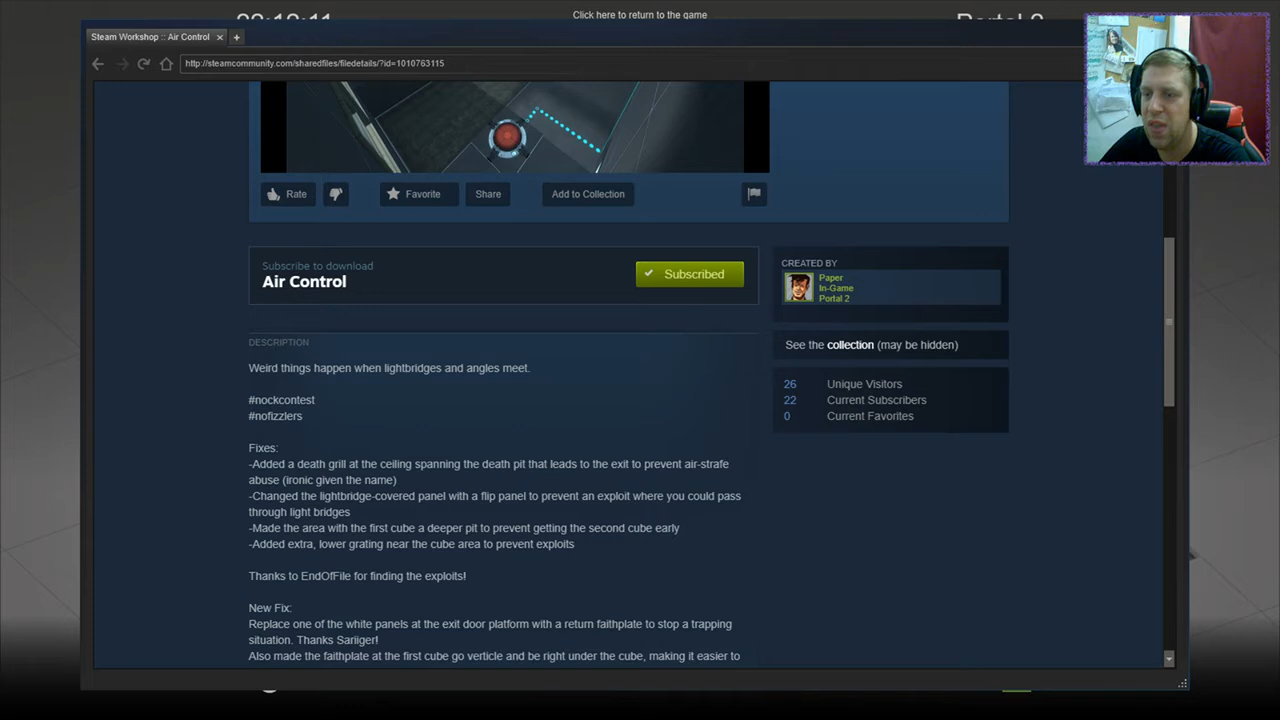 Click here to return to the game
22:12:11
Portal 2
Steam Workshop :: Air Control
http://steamcommunity.com/sharedfiles/filedetails/?id=1010763115
Rate
Favorite
Share
Add to Collection
Subscribe to download
Air Control
Subscribed
CREATED BY
Paper
In-Game
Portal 2
See the collection (may be hidden)
26 Unique Visitors
22 Current Subscribers
0 Current Favorites
DESCRIPTION
Weird things happen when lightbridges and angles meet.
#nockcontest
#nofizzlers
Fixes:
-Added a death grill at the ceiling spanning the death pit that leads to the exit to prevent air-strafe
abuse (ironic given the name)
-Changed the lightbridge-covered panel with a flip panel to prevent an exploit where you could pass
through light bridges
-Made the area with the first cube a deeper pit to prevent getting the second cube early
-Added extra, lower grating near the cube area to prevent exploits
Thanks to EndOfFile for finding the exploits!
New Fix:
Replace one of the white panels at the exit door platform with a return faithplate to stop a trapping
situation. Thanks Sariiger!
Also made the faithplate at the first cube go verticle and be right under the cube, making it easier to